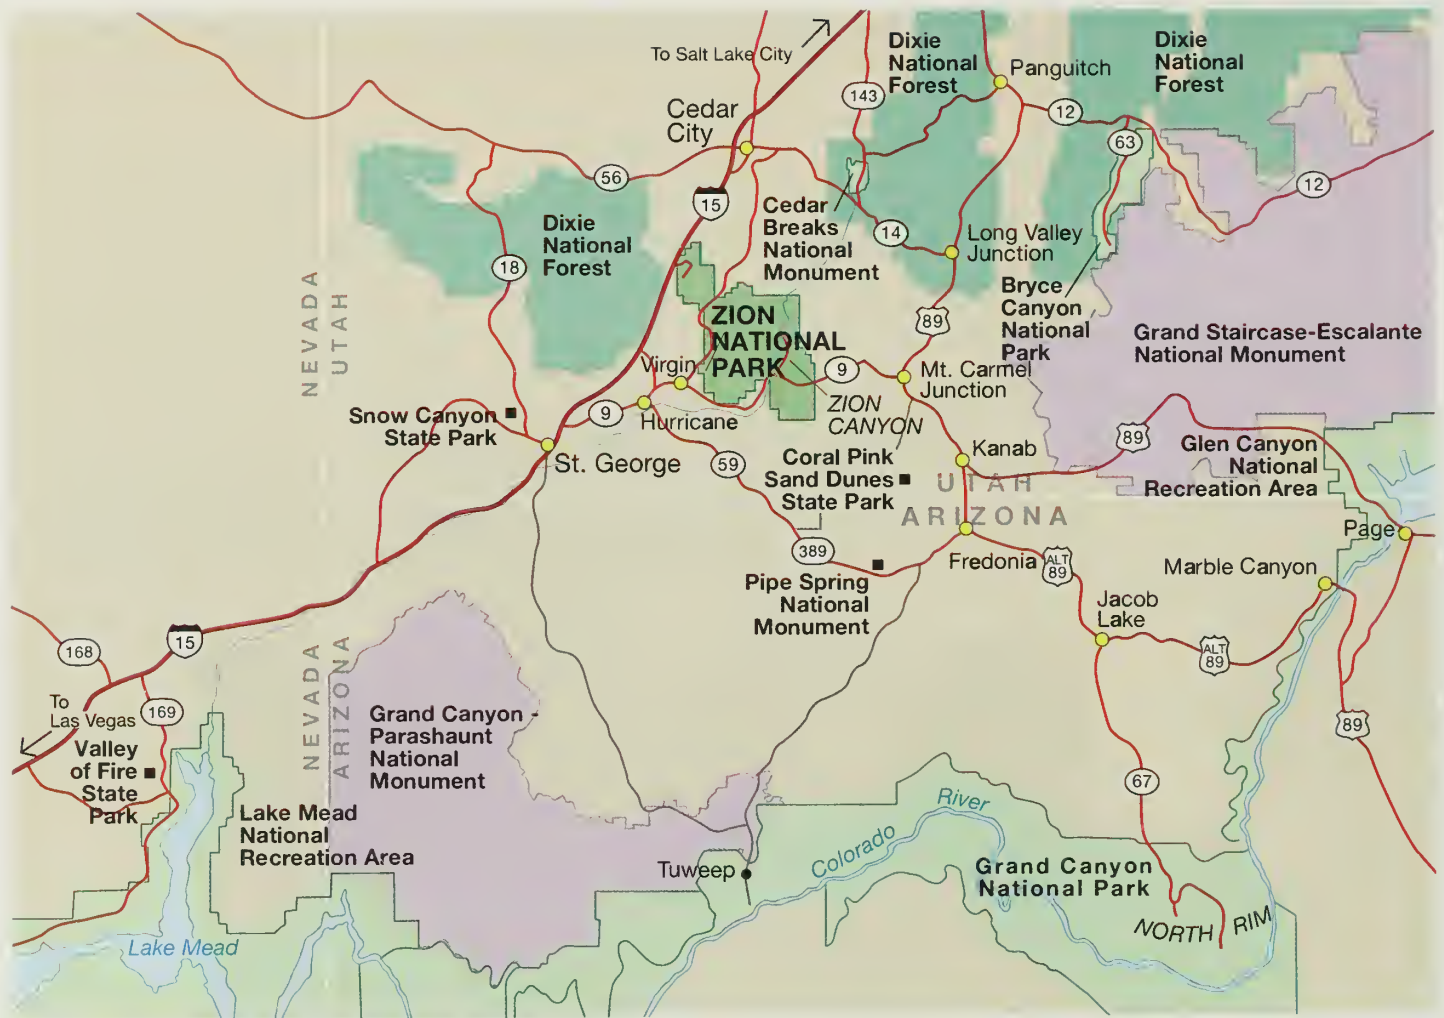 To Salt Lake City
Cedar
City
Dixie
National
Forest
Panguitch
Dixie
National
Forest
143
12
63
12
56
15
14
18
Dixie
National
Forest
Cedar
Breaks
National
Monument
Long Valley
Junction
Bryce
Canyon
National
Park
89
NEVADA
UTAH
ZION
NATIONAL
PARK
Grand Staircase-Escalante
National Monument
Virgin
9
Mt. Carmel
Junction
ZION
CANYON
Snow Canyon
State Park
9
Hurricane
St. George
59
Coral Pink
Sand Dunes
State Park
Kanab
89
Glen Canyon
National
Recreation Area
UTAH
ARIZONA
389
Page
Fredonia
ALT
89
Marble Canyon
Pipe Spring
National
Monument
Jacob
Lake
ALT
89
168
15
NEVADA
ARIZONA
To
Las Vegas
169
Valley
of Fire
State
Park
Grand Canyon -
Parashaunt
National
Monument
89
67
Lake Mead
National
Recreation Area
Colorado
River
Tuweep
Grand Canyon
National Park
NORTH RIM
Lake Mead